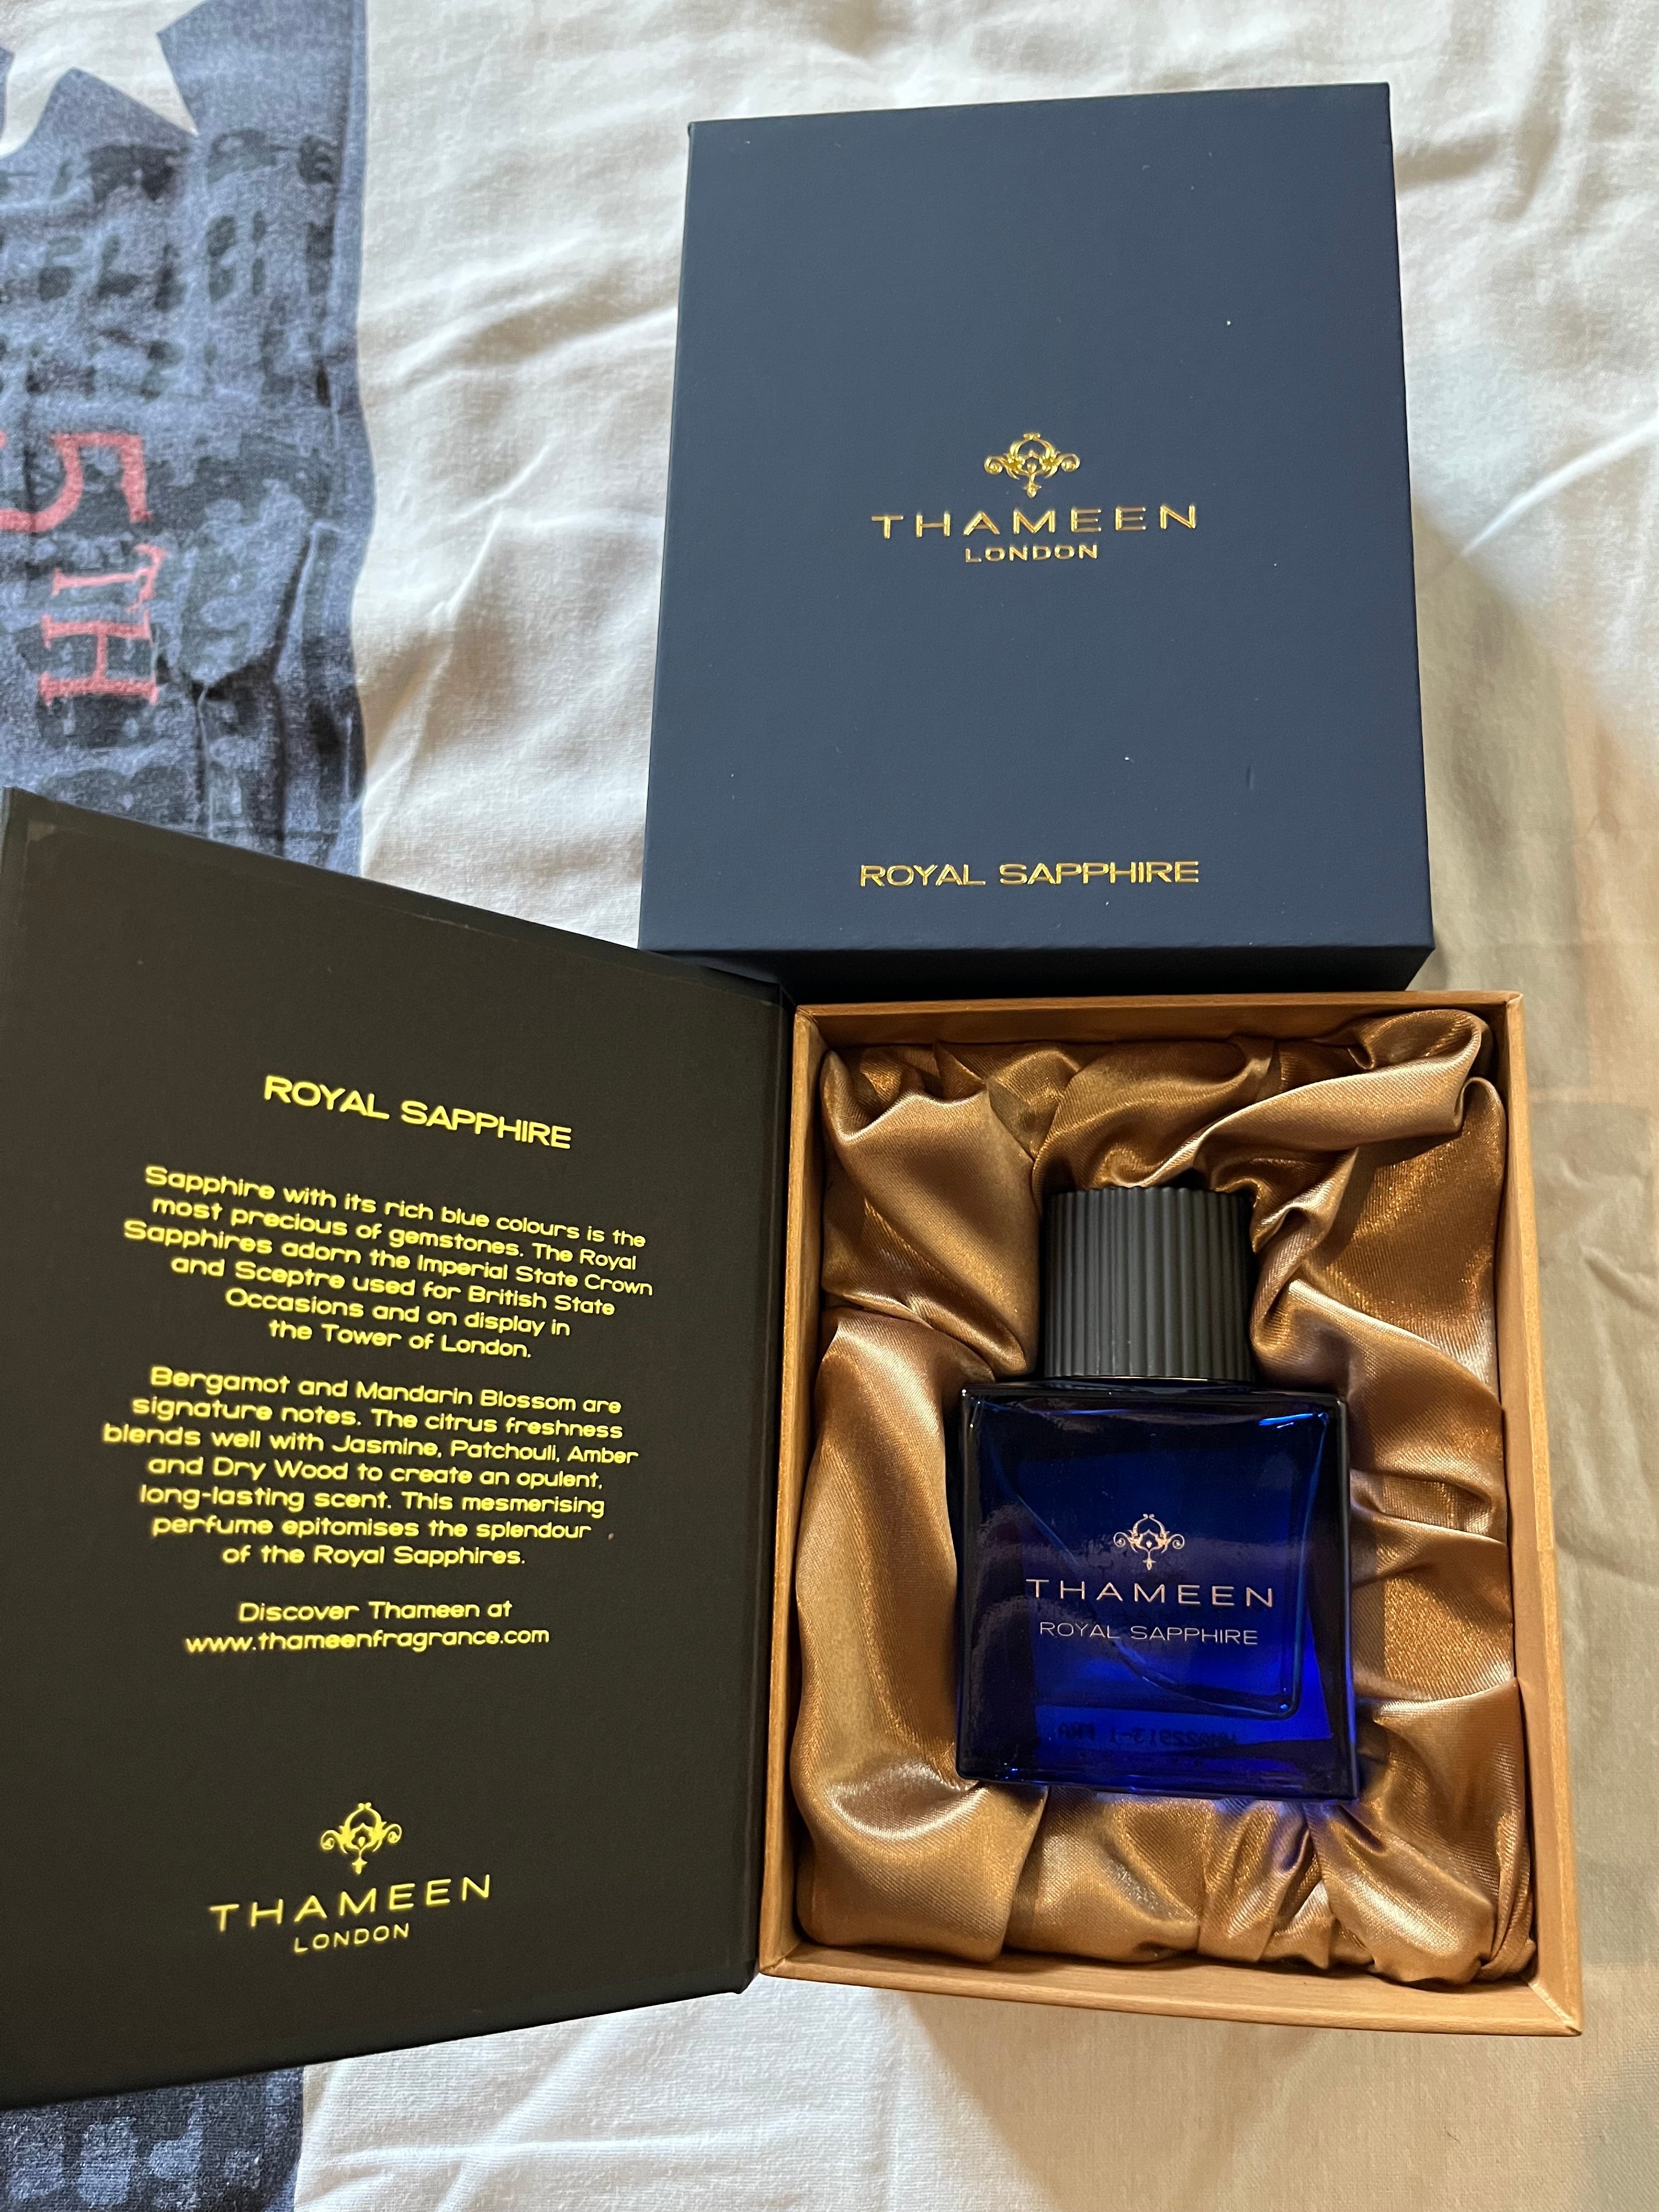 5TH
THAMEEN
LONDON
ROYAL SAPPHIRE
ROYAL SAPPHIRE
Sapphire with its rich blue colours is the
most precious of gemstones. The Royal
Sapphires adorn the Imperial State Crown
and Sceptre used for British State
Occasions and on display in
the Tower of London.
Bergamot and Mandarin Blossom are
signature notes. The citrus freshness
blends well with Jasmine, Patchouli, Amber
and Dry Wood to create an opulent,
long-lasting scent. This mesmerising
perfume epitomises the splendour
of the Royal Sapphires.
Discover Thameen at
www.thameenfragrance.com
THAMEEN
LONDON
THAMEEN
ROYAL SAPPHIRE